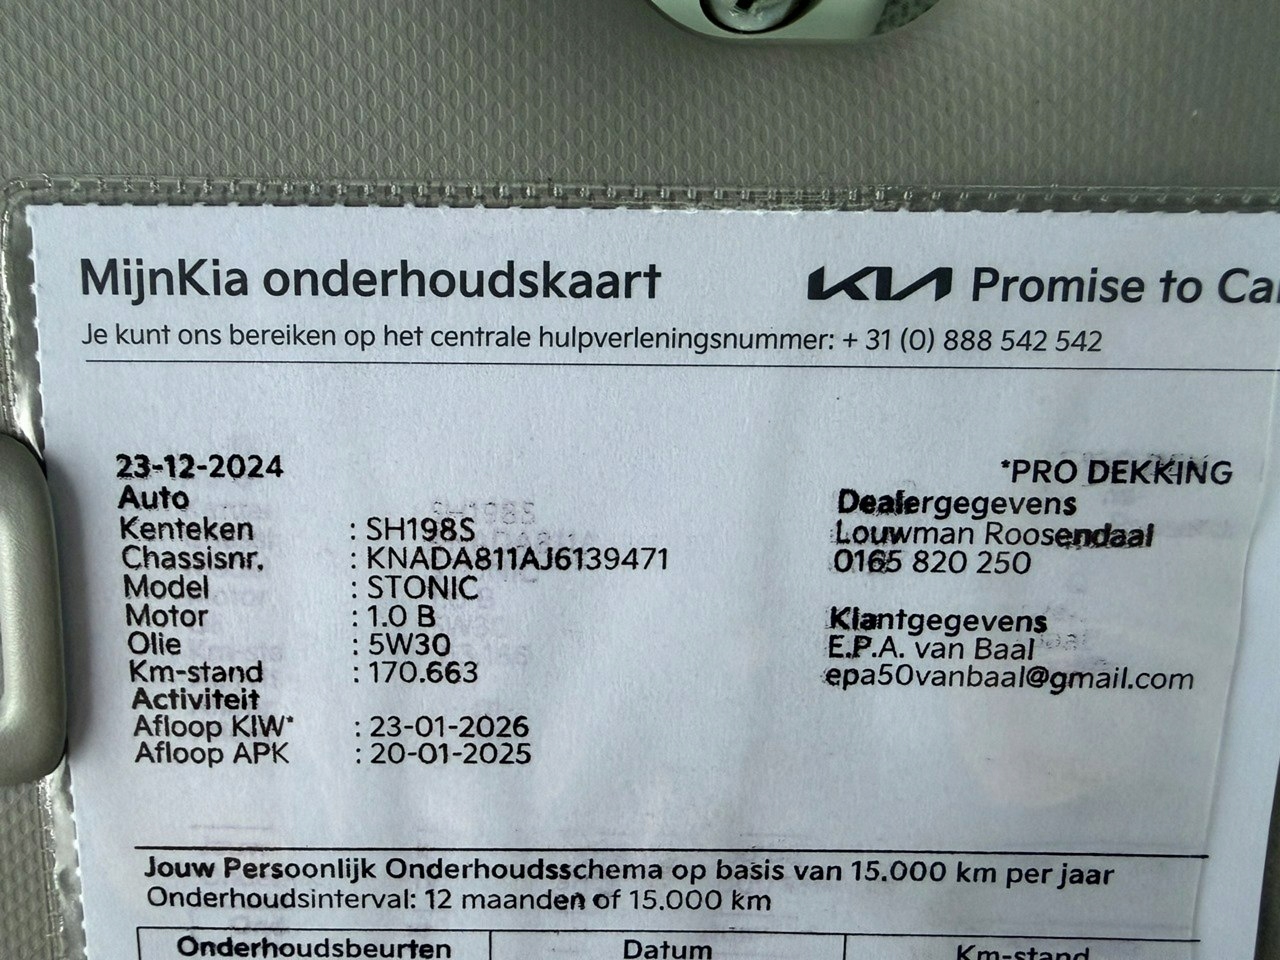 MijnKia onderhoudskaart
KIA Promise to Ca
Je kunt ons bereiken op het centrale hulpverleningsnummer: + 31 (0) 888 542 542
23-12-2024
*PRO DEKKING
Auto
Kenteken : SH198S
Chassisnr. : KNADA811AJ6139471
Model : STONIC
Motor : 1.0 B
Olie : 5W30
Km-stand : 170.663
Activiteit
Afloop KIW* : 23-01-2026
Afloop APK : 20-01-2025
Dealergegevens
Louwman Roosendaal
0165 820 250
Klantgegevens
E.P.A. van Baal
epa50vanbaal@gmail.com
Jouw Persoonlijk Onderhoudsschema op basis van 15.000 km per jaar
Onderhoudsinterval: 12 maanden of 15.000 km
Onderhoudsbeurten Datum Km-stand